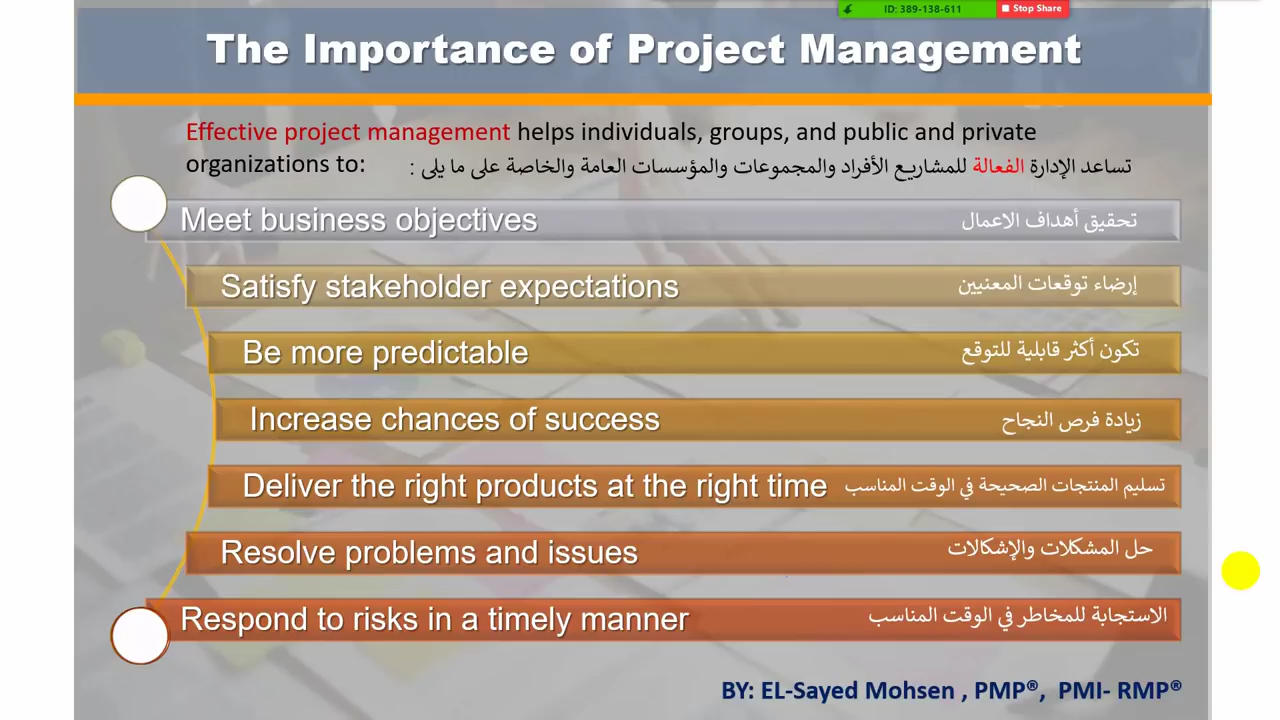 ID: 389-138-611 Stop Share
The Importance of Project Management
Effective project management helps individuals, groups, and public and private
organizations to:
تساعد الإدارة الفعالة للمشاريع الأفراد والمجموعات والمؤسسات العامة والخاصة على ما يلى :
Meet business objectives تحقيق أهداف الاعمال
Satisfy stakeholder expectations إرضاء توقعات المعنيين
Be more predictable تكون أكثر قابلية للتوقع
Increase chances of success زيادة فرص النجاح
Deliver the right products at the right time تسليم المنتجات الصحيحة في الوقت المناسب
Resolve problems and issues حل المشكلات والإشكالات
Respond to risks in a timely manner الاستجابة للمخاطر في الوقت المناسب
BY: EL-Sayed Mohsen , PMP®, PMI- RMP®